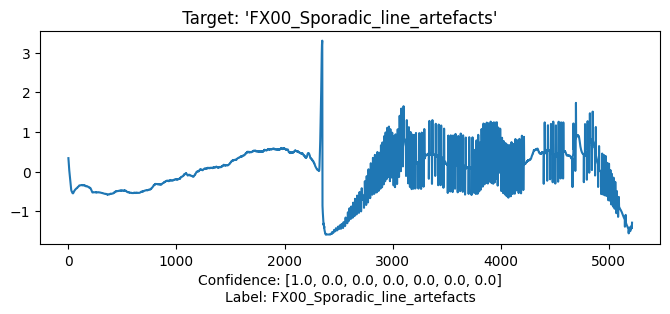 Target: 'FX00_Sporadic_line_artefacts'
3
2
1
0
−1
0 1000 2000 3000 4000 5000
Confidence: [1.0, 0.0, 0.0, 0.0, 0.0, 0.0, 0.0]
Label: FX00_Sporadic_line_artefacts